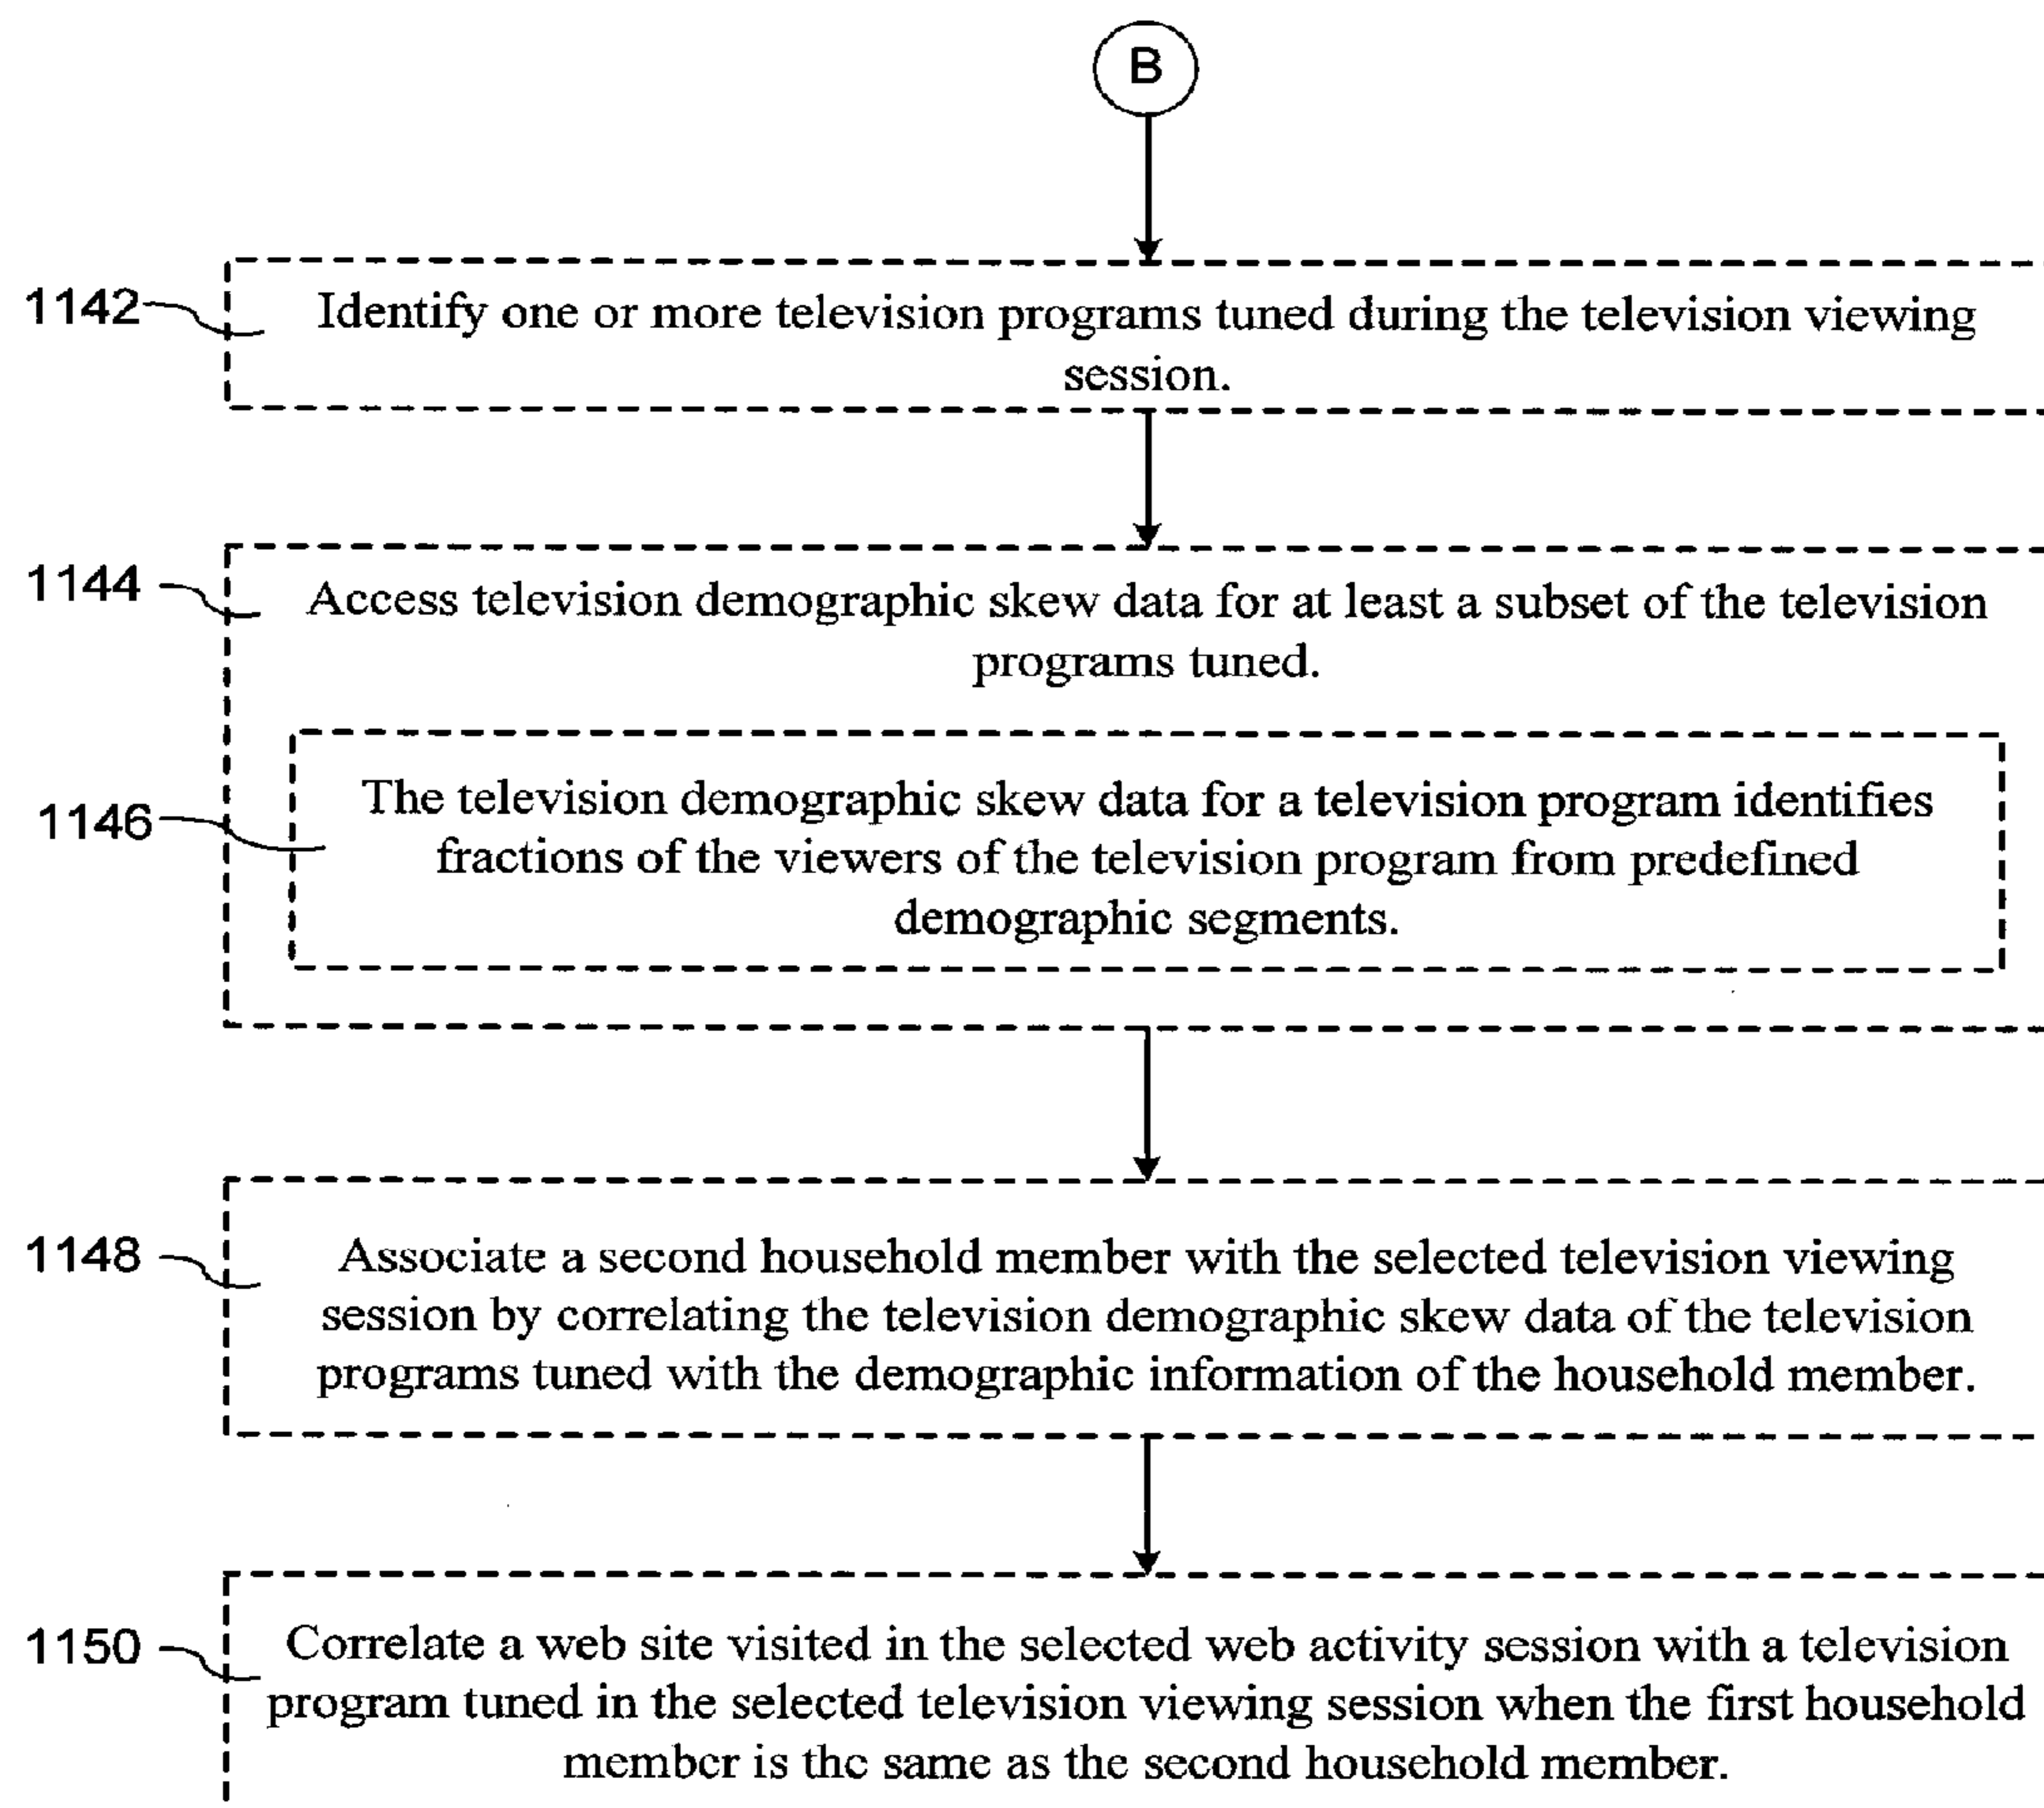 B
1142
Identify one or more television programs tuned during the television viewing
session.
1144
Access television demographic skew data for at least a subset of the television
programs tuned.
1146
The television demographic skew data for a television program identifies
fractions of the viewers of the television program from predefined
demographic segments.
1148
Associate a second household member with the selected television viewing
session by correlating the television demographic skew data of the television
programs tuned with the demographic information of the household member.
1150
Correlate a web site visited in the selected web activity session with a television
program tuned in the selected television viewing session when the first household
member is the same as the second household member.